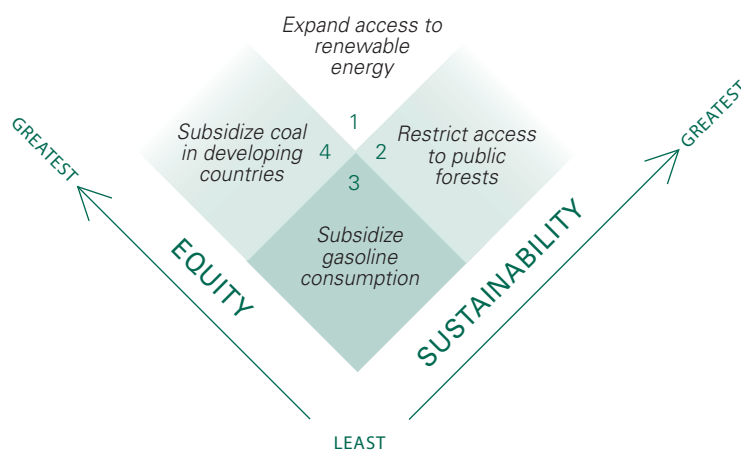 Expand access to
renewable
energy
GREATEST
GREATEST
Subsidize coal
in developing
countries
1
4
2
3
Restrict access
to public
forests
Subsidize
gasoline
consumption
EQUITY
SUSTAINABILITY
LEAST